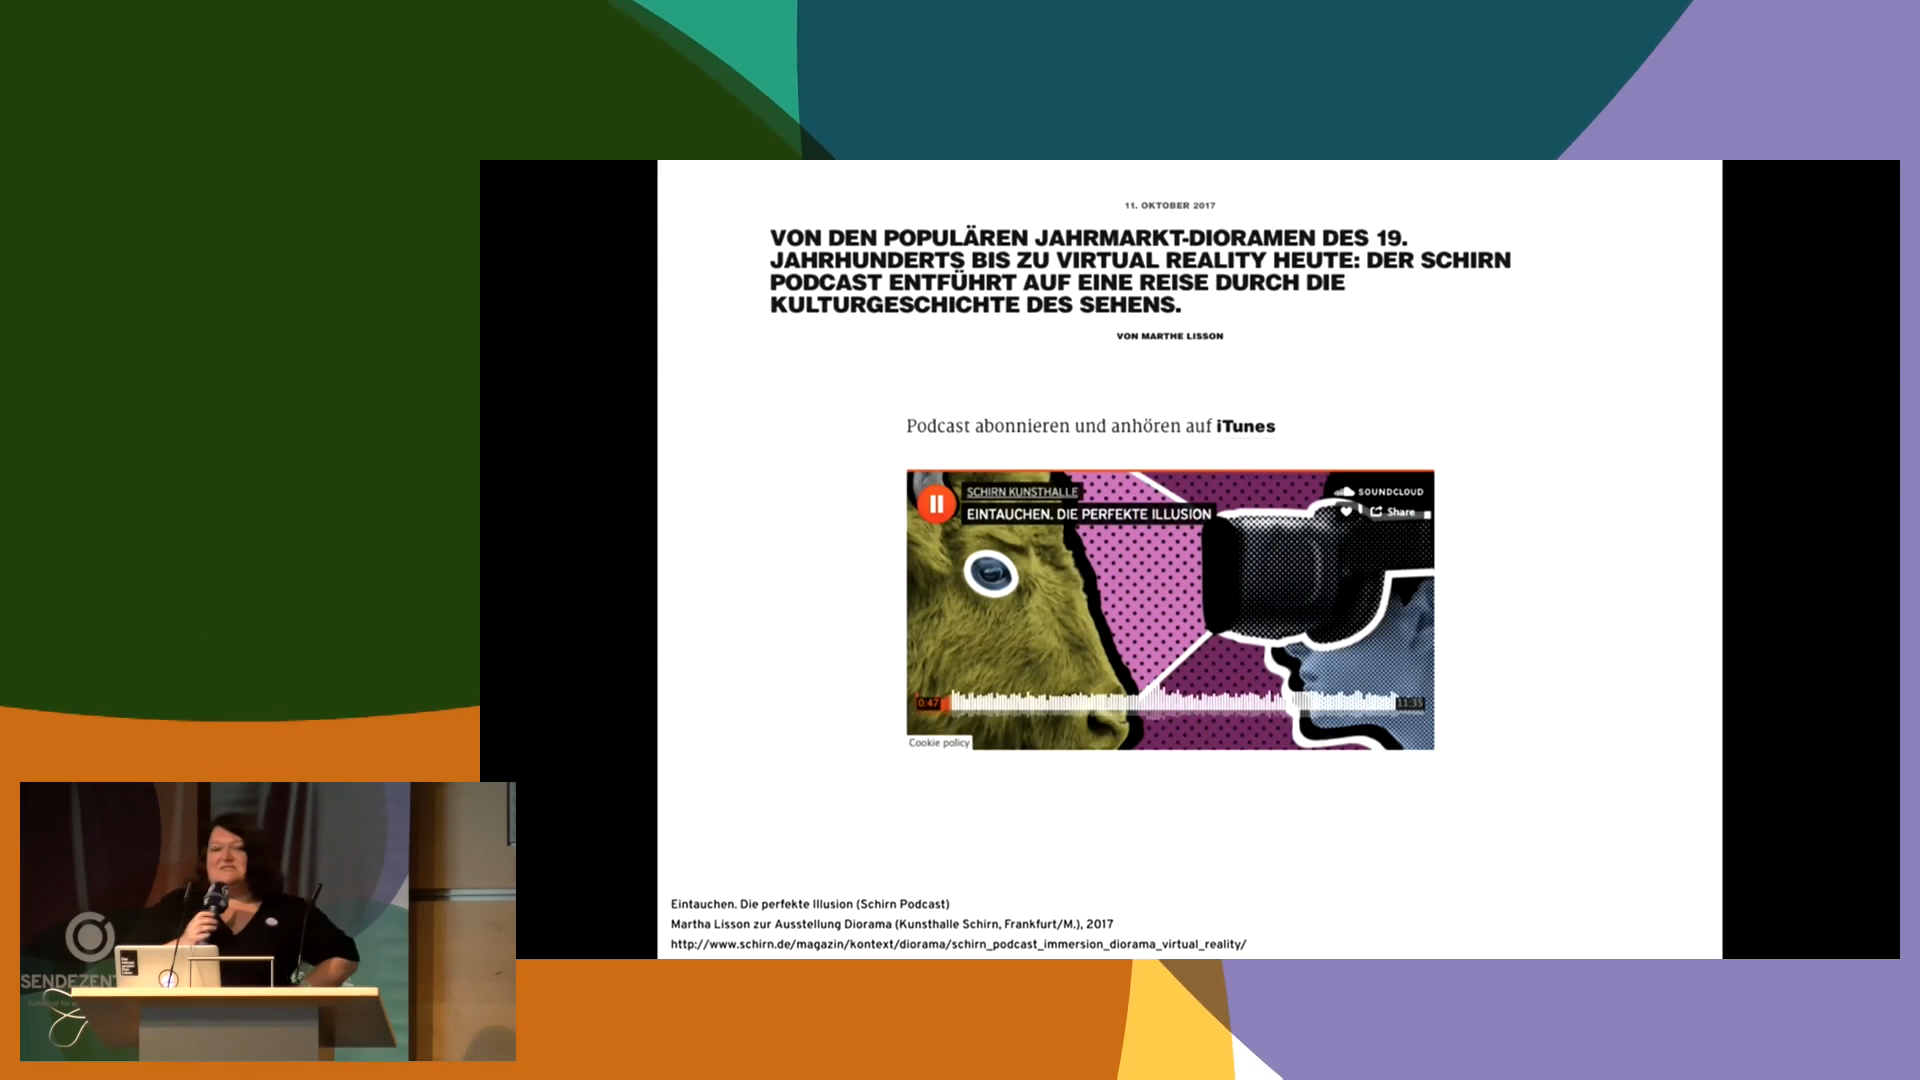 11. OKTOBER 2017
VON DEN POPULÄREN JAHRMARKT-DIORAMEN DES 19.
JAHRHUNDERTS BIS ZU VIRTUAL REALITY HEUTE: DER SCHIRN
PODCAST ENTFÜHRT AUF EINE REISE DURCH DIE
KULTURGESCHICHTE DES SEHENS.
VON MARTHE LISSON
Podcast abonnieren und anhören auf iTunes
SCHIRN KUNSTHALLE
EINTAUCHEN. DIE PERFEKTE ILLUSION
SOUNDCLOUD
Share
0:47
11:35
Cookie policy
Eintauchen. Die perfekte Illusion (Schirn Podcast)
Martha Lisson zur Ausstellung Diorama (Kunsthalle Schirn, Frankfurt/M.), 2017
http://www.schirn.de/magazin/kontext/diorama/schirn_podcast_immersion_diorama_virtual_reality/
SENDEZENT